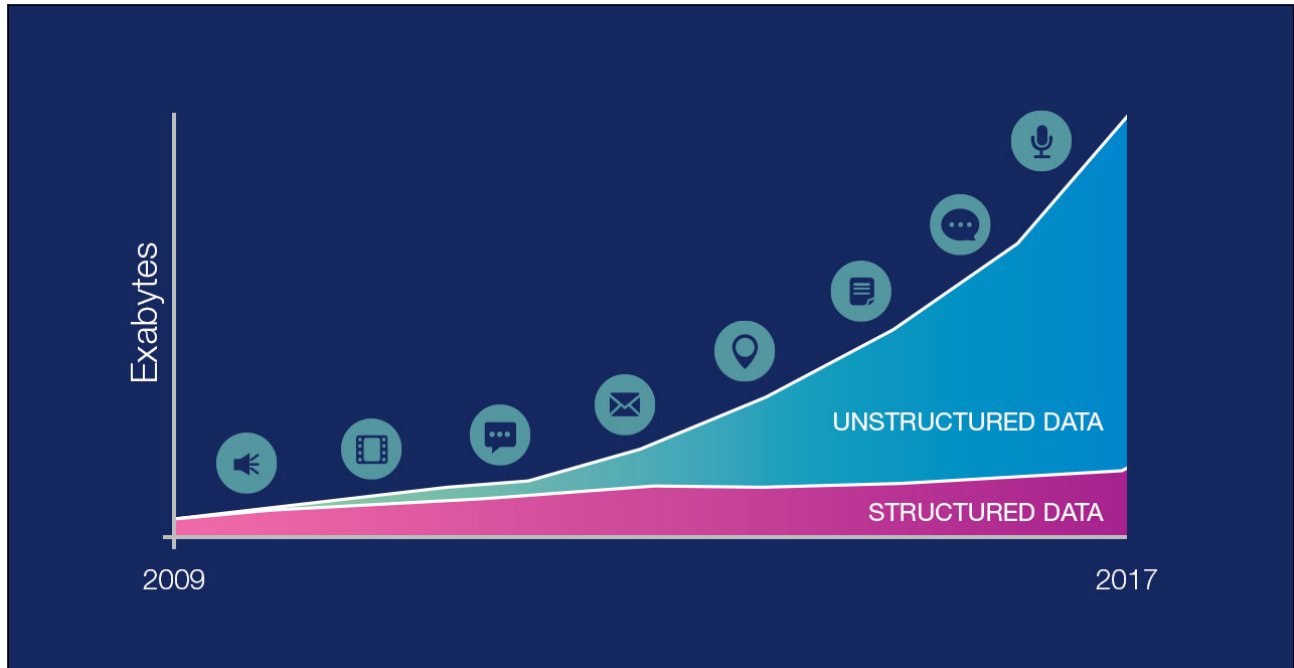 Exabytes
UNSTRUCTURED DATA
STRUCTURED DATA
2009
2017